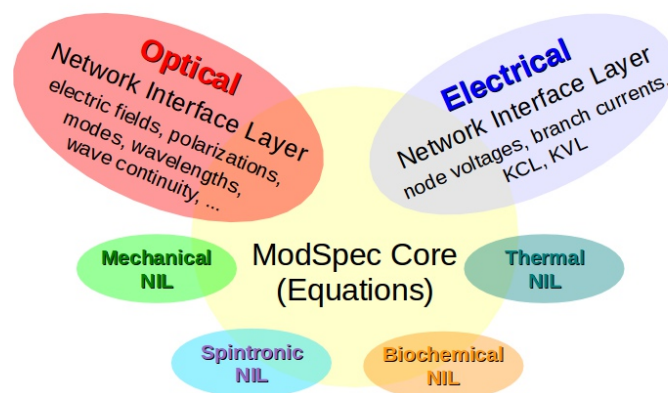 Optical
Network Interface Layer
electric fields, polarizations,
modes, wavelengths,
wave continuity, ...
Electrical
Network Interface Layer
node voltages, branch currents,
KCL, KVL
Mechanical
NIL
ModSpec Core
(Equations)
Thermal
NIL
Spintronic
NIL
Biochemical
NIL